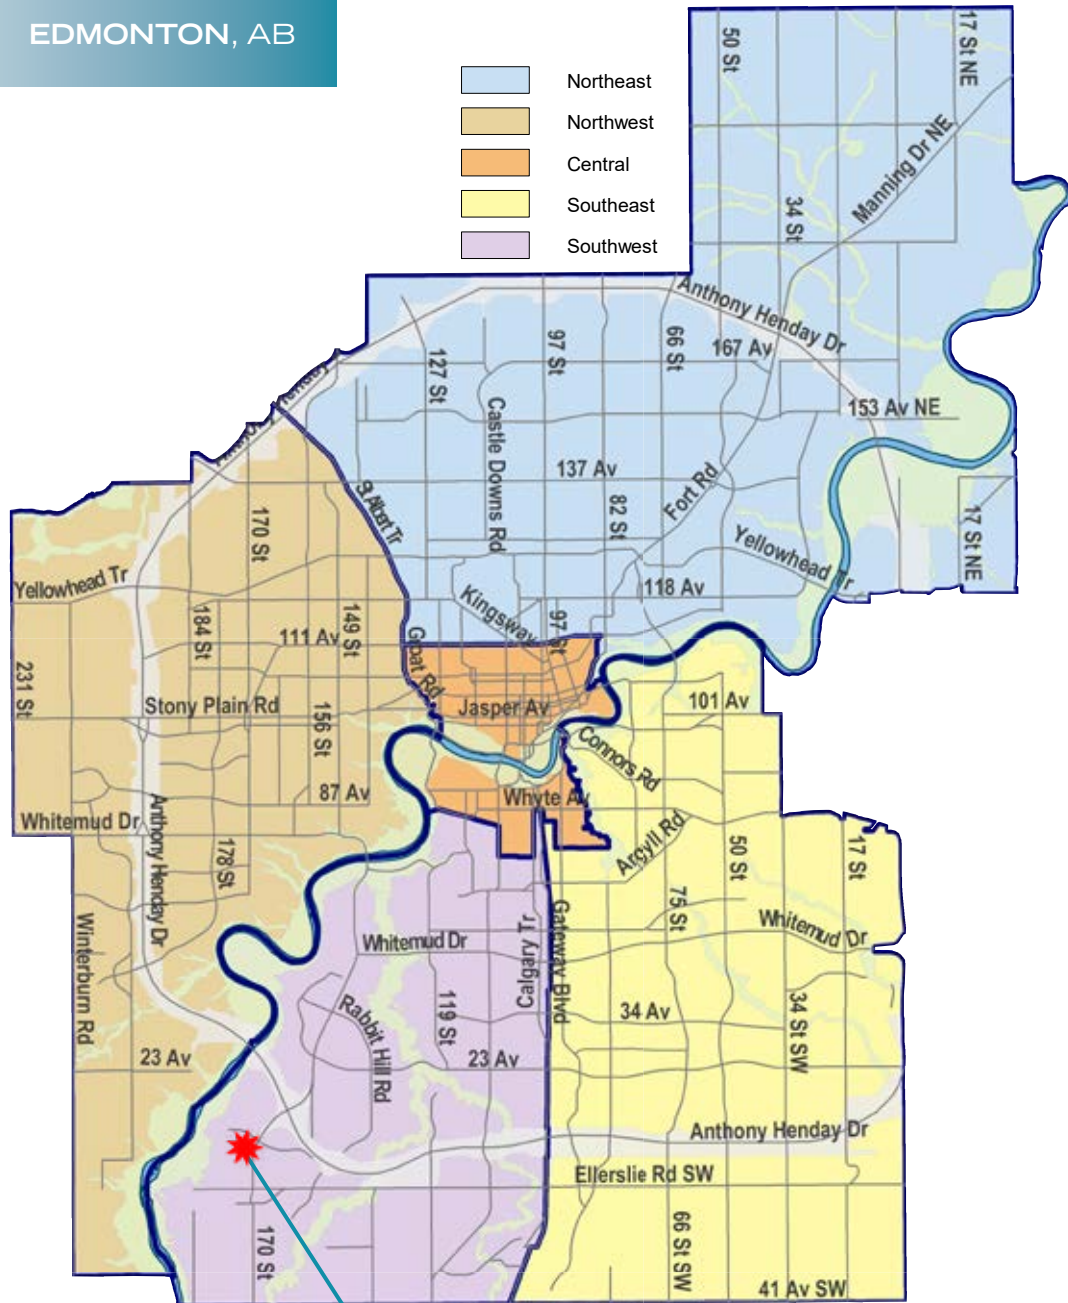 EDMONTON, AB
Northeast
Northwest
Central
Southeast
Southwest
50 St
17 St NE
Manning Dr NE
34 St
Anthony Henday Dr
167 Av
66 St
97 St
127 St
Castle Downs Rd
153 Av NE
137 Av
Fort Rd
82 St
St Albert Tr
170 St
17 St NE
Yellowhead Tr
Yellowhead Tr
118 Av
Kingsway
97 St
184 St
111 Av
149 St
Groat Rd
231 St
Stony Plain Rd
156 St
Jasper Av
101 Av
Connors Rd
87 Av
Whyte Av
Whitemud Dr
Anthony Henday Dr
178 St
Argyll Rd
50 St
17 St
75 St
Winterburn Rd
Whitemud Dr
Calgary Tr
Gateway Blvd
Whitemud Dr
Rabbit Hill Rd
119 St
34 Av
34 St SW
23 Av
23 Av
Anthony Henday Dr
Ellerslie Rd SW
170 St
66 St SW
41 Av SW